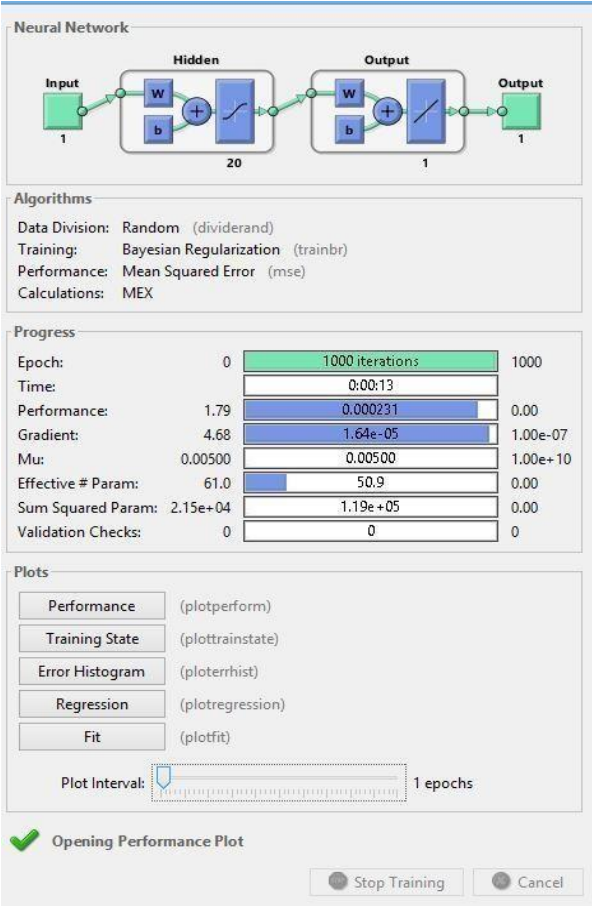 Neural Network
Hidden
Output
Input
Output
W
W
b
b
1
20
1
1
Algorithms
Data Division: Random (dividerand)
Training: Bayesian Regularization (trainbr)
Performance: Mean Squared Error (mse)
Calculations: MEX
Progress
Epoch: 0 1000 iterations 1000
Time: 0:00:13
Performance: 1.79 0.000231 0.00
Gradient: 4.68 1.64e-05 1.00e-07
Mu: 0.00500 0.00500 1.00e+10
Effective # Param: 61.0 50.9 0.00
Sum Squared Param: 2.15e+04 1.19e+05 0.00
Validation Checks: 0 0 0
Plots
Performance (plotperform)
Training State (plottrainstate)
Error Histogram (ploterrhist)
Regression (plotregression)
Fit (plotfit)
Plot Interval: 1 epochs
Opening Performance Plot
Stop Training Cancel